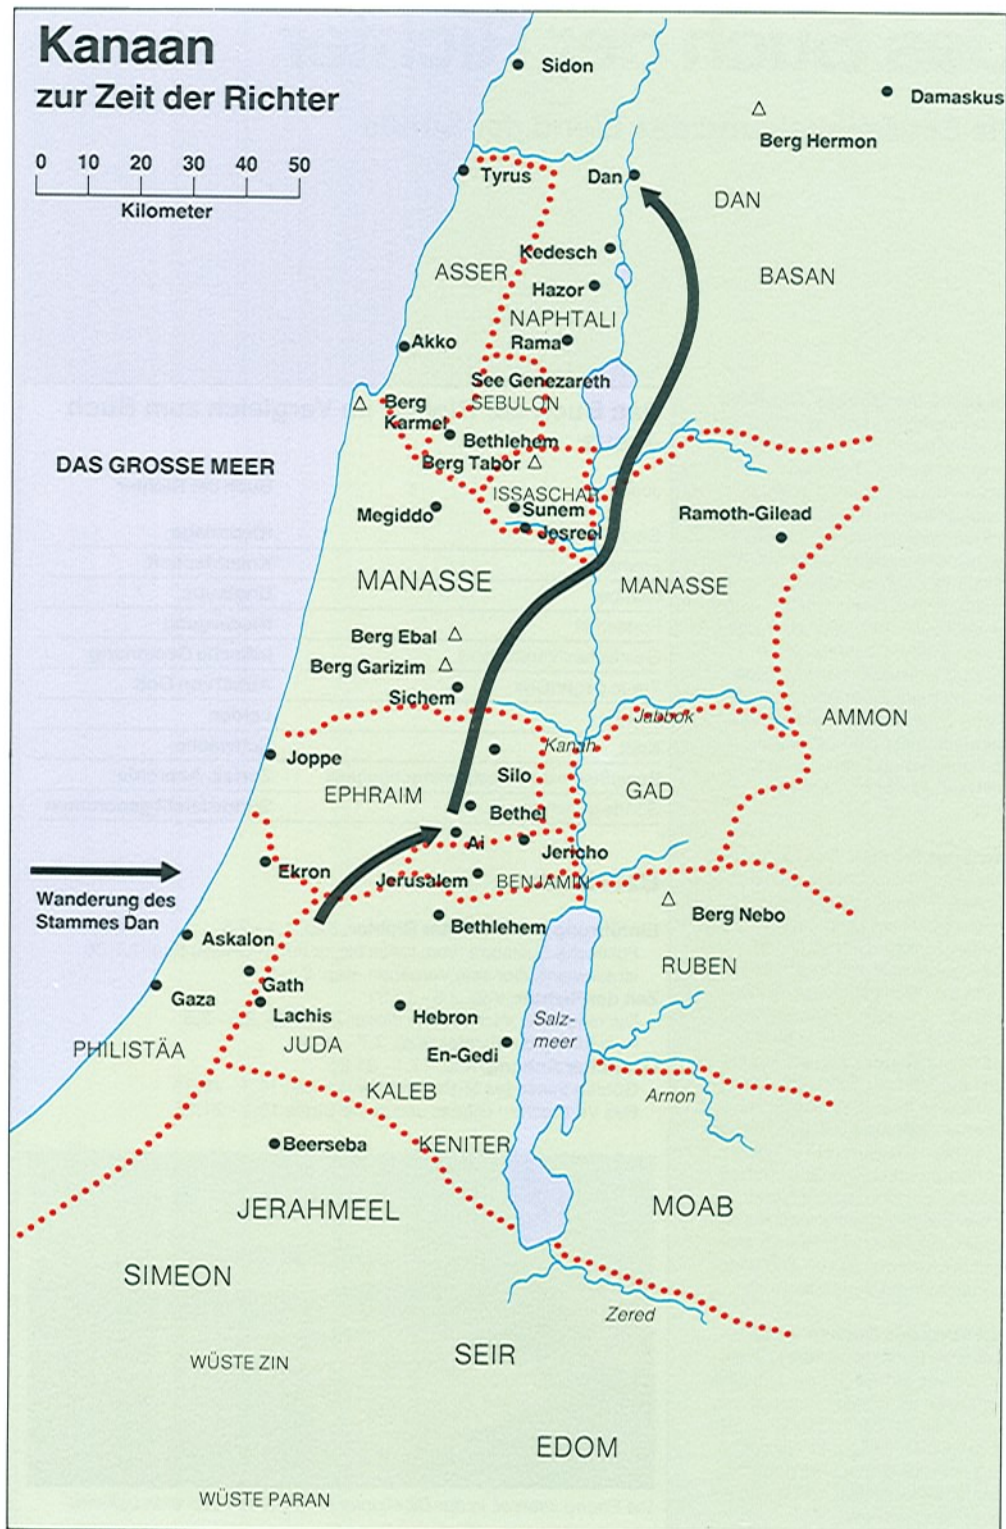 Kanaan
zur Zeit der Richter
0 10 20 30 40 50
Kilometer
Sidon
Damaskus
Berg Hermon
Tyrus
Dan
DAN
Kedesch
ASSER
BASAN
Hazor
NAPHTALI
Akko
Rama
See Genezareth
Berg
Karmel
SEBULON
Bethlehem
DAS GROSSE MEER
Berg Tabor
ISSASCHAR
Megiddo
Sunem
Ramoth-Gilead
Jesreel
MANASSE
MANASSE
Berg Ebal
Berg Garizim
Sichem
Jabbok
AMMON
Kanah
Joppe
Silo
EPHRAIM
GAD
Bethel
Ai
Jericho
Ekron
Jerusalem
BENJAMIN
Wanderung des
Stammes Dan
Berg Nebo
Bethlehem
Askalon
RUBEN
Gath
Gaza
Lachis
Hebron
Salz-
meer
PHILISTÄA
JUDA
En-Gedi
KALEB
Arnon
Beerseba
KENITER
JERAHMEEL
MOAB
SIMEON
Zered
SEIR
WÜSTE ZIN
EDOM
WÜSTE PARAN